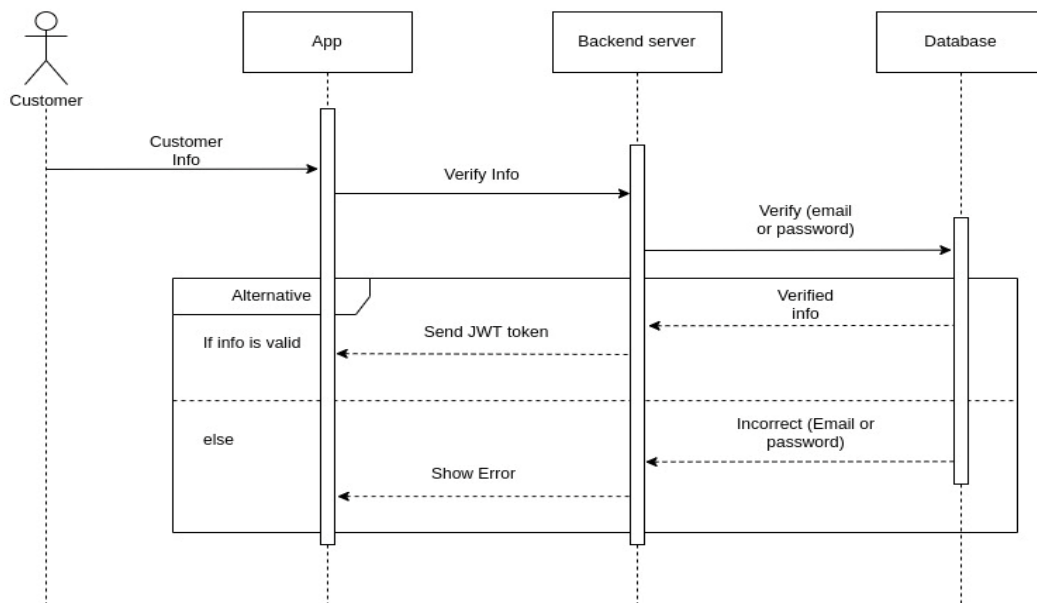 App
Backend server
Database
Customer
Customer
Info
Verify Info
Verify (email
or password)
Alternative
Verified
info
Send JWT token
If info is valid
Incorrect (Email or
password)
else
Show Error